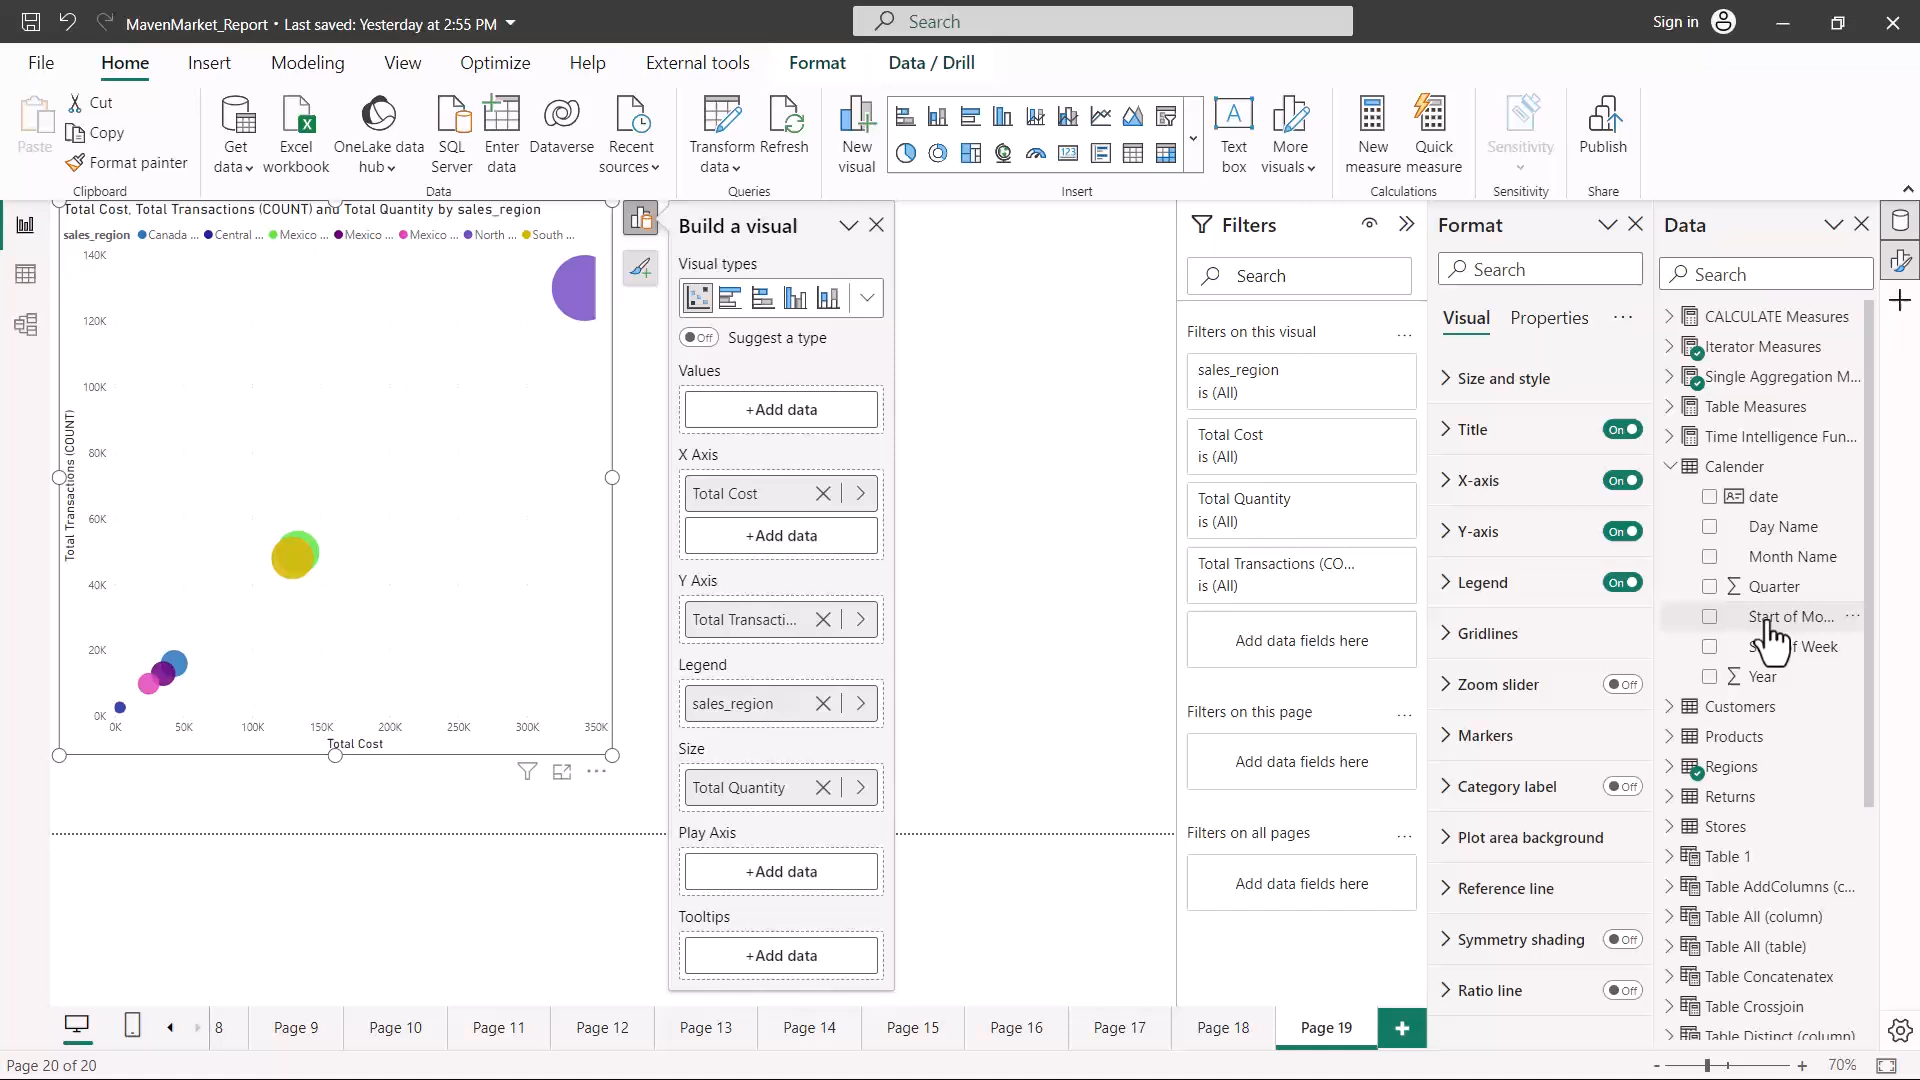 MavenMarket_Report • Last saved: Yesterday at 2:55 PM
Search
Sign in
File
Home
Insert
Modeling
View
Optimize
Help
External tools
Format
Data / Drill
Paste
Cut
Copy
Format painter
Clipboard
Get data
Excel workbook
OneLake data hub
SQL Server
Enter data
Dataverse
Recent sources
Data
Transform data
Refresh
Queries
New visual
Text box
More visuals
Insert
New measure
Quick measure
Calculations
Sensitivity
Sensitivity
Publish
Share
Total Cost, Total Transactions (COUNT) and Total Quantity by sales_region
sales_region Canada ... Central ... Mexico ... Mexico ... Mexico ... North ... South ...
140K
120K
100K
80K
60K
40K
20K
0K
Total Transactions (COUNT)
0K 50K 100K 150K 200K 250K 300K 350K
Total Cost
Build a visual
Visual types
Off Suggest a type
Values
+Add data
X Axis
Total Cost
+Add data
Y Axis
Total Transacti...
Legend
sales_region
Size
Total Quantity
Play Axis
+Add data
Tooltips
+Add data
Filters
Search
Filters on this visual ...
sales_region
is (All)
Total Cost
is (All)
Total Quantity
is (All)
Total Transactions (CO...
is (All)
Add data fields here
Filters on this page ...
Add data fields here
Filters on all pages ...
Add data fields here
Format
Search
Visual
Properties
...
Size and style
Title On
X-axis On
Y-axis On
Legend On
Gridlines
Zoom slider Off
Markers
Category label Off
Plot area background
Reference line
Symmetry shading Off
Ratio line Off
Data
Search
CALCULATE Measures
Iterator Measures
Single Aggregation M...
Table Measures
Time Intelligence Fun...
Calender
date
Day Name
Month Name
Quarter
Start of Mo... ...
Week
Year
Customers
Products
Regions
Returns
Stores
Table 1
Table AddColumns (c...
Table All (column)
Table All (table)
Table Concatenatex
Table Crossjoin
Table Distinct (column)
8
Page 9
Page 10
Page 11
Page 12
Page 13
Page 14
Page 15
Page 16
Page 17
Page 18
Page 19
Page 20 of 20
- + 70%